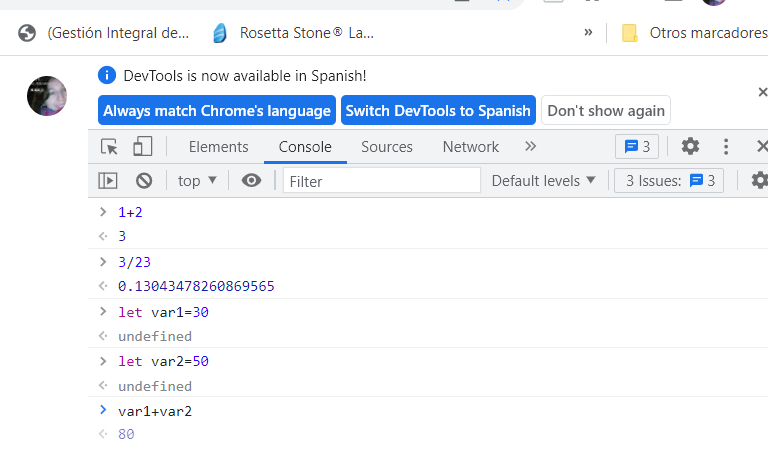 (Gestión Integral de... Rosetta Stone® La... » Otros marcadores
DevTools is now available in Spanish!
Always match Chrome's language Switch DevTools to Spanish Don't show again
Elements Console Sources Network » 3
top ▼ Filter Default levels ▼ 3 Issues: 3
1+2
3
3/23
0.13043478260869565
let var1=30
undefined
let var2=50
undefined
var1+var2
80